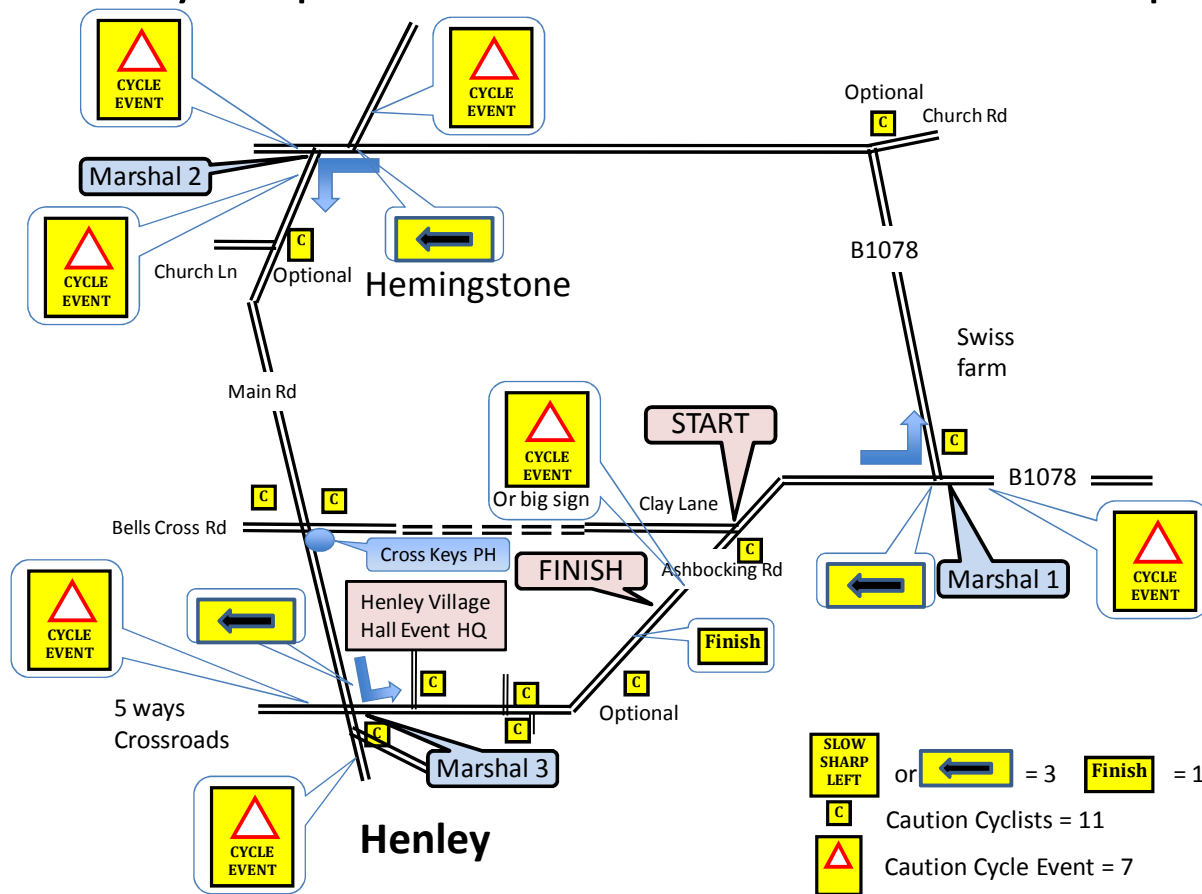 CYCLE
EVENT
CYCLE
EVENT
Optional
C
Church Rd
Marshal 2
CYCLE
EVENT
C
Church Ln
Optional
Hemingstone
B1078
Swiss
farm
Main Rd
START
CYCLE
EVENT
Or big sign
C
B1078
C
C
Clay Lane
Bells Cross Rd
Cross Keys PH
C
Ashbocking Rd
FINISH
Marshal 1
CYCLE
EVENT
CYCLE
EVENT
Henley Village
Hall Event HQ
Finish
C
C
C
5 ways
Crossroads
Optional
C
C
Marshal 3
CYCLE
EVENT
Henley
SLOW
SHARP
LEFT
or
= 3
Finish
= 1
C
Caution Cyclists = 11
Caution Cycle Event = 7